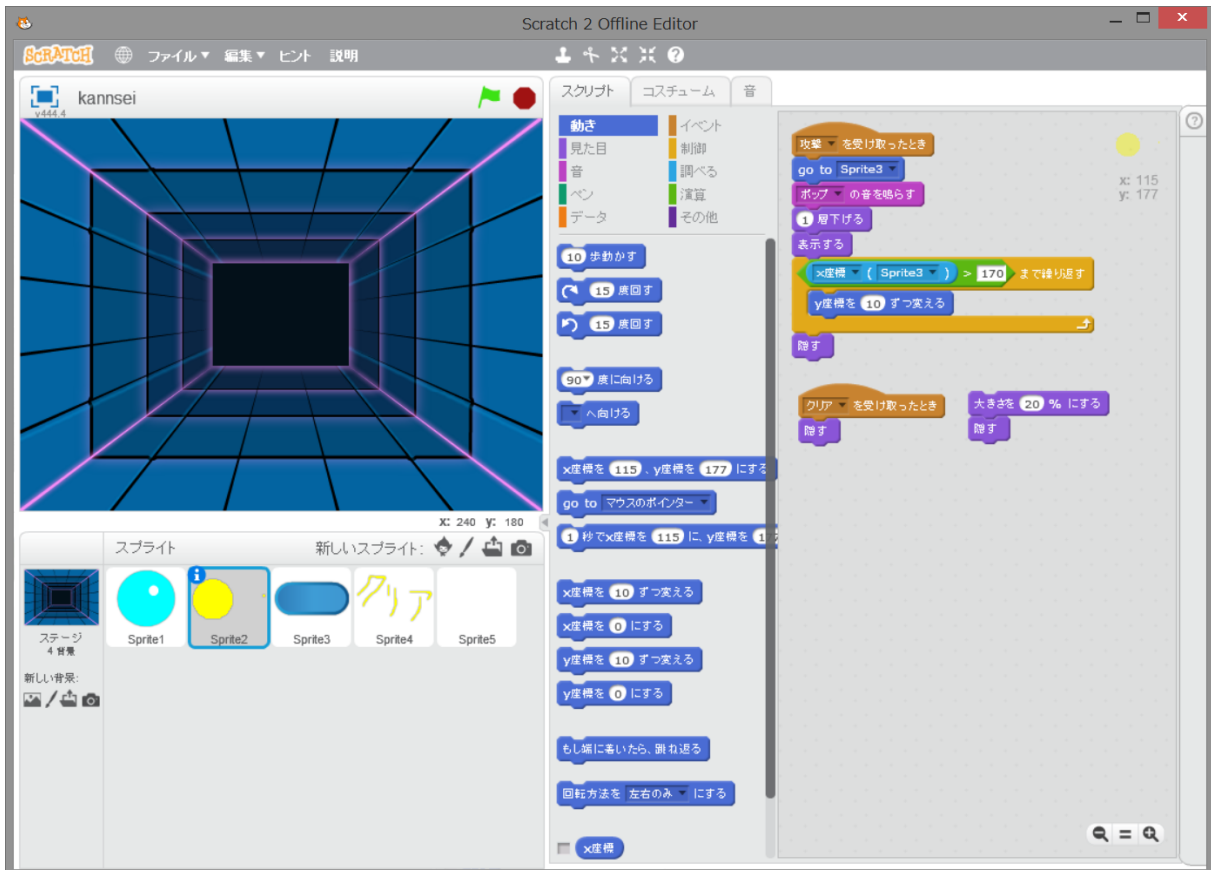 Scratch 2 Offline Editor
SCRATCH ファイル 編集 ヒント 説明
kannsei
v444.4
x: 240 y: 180
スプライト 新しいスプライト:
ステージ
4 背景
新しい背景:
クリア
Sprite1 Sprite2 Sprite3 Sprite4 Sprite5
スクリプト コスチューム 音
動き イベント
見た目 制御
音 調べる
ペン 演算
データ その他
10 歩動かす
15 度回す
15 度回す
90 度に向ける
へ向ける
x座標を 115 、y座標を 177 にする
go to マウスのポインター
1 秒でx座標を 115 に、y座標を
x座標を 10 ずつ変える
x座標を 0 にする
y座標を 10 ずつ変える
y座標を 0 にする
もし端に着いたら、跳ね返る
回転方法を 左右のみ にする
x座標
攻撃 を受け取ったとき
go to Sprite3
ポップ の音を鳴らす
1 層下げる
表示する
x座標 ( Sprite3 ) > 170 まで繰り返す
y座標を 10 ずつ変える
隠す
クリア を受け取ったとき
隠す
大きさを 20 % にする
隠す
x: 115
y: 177